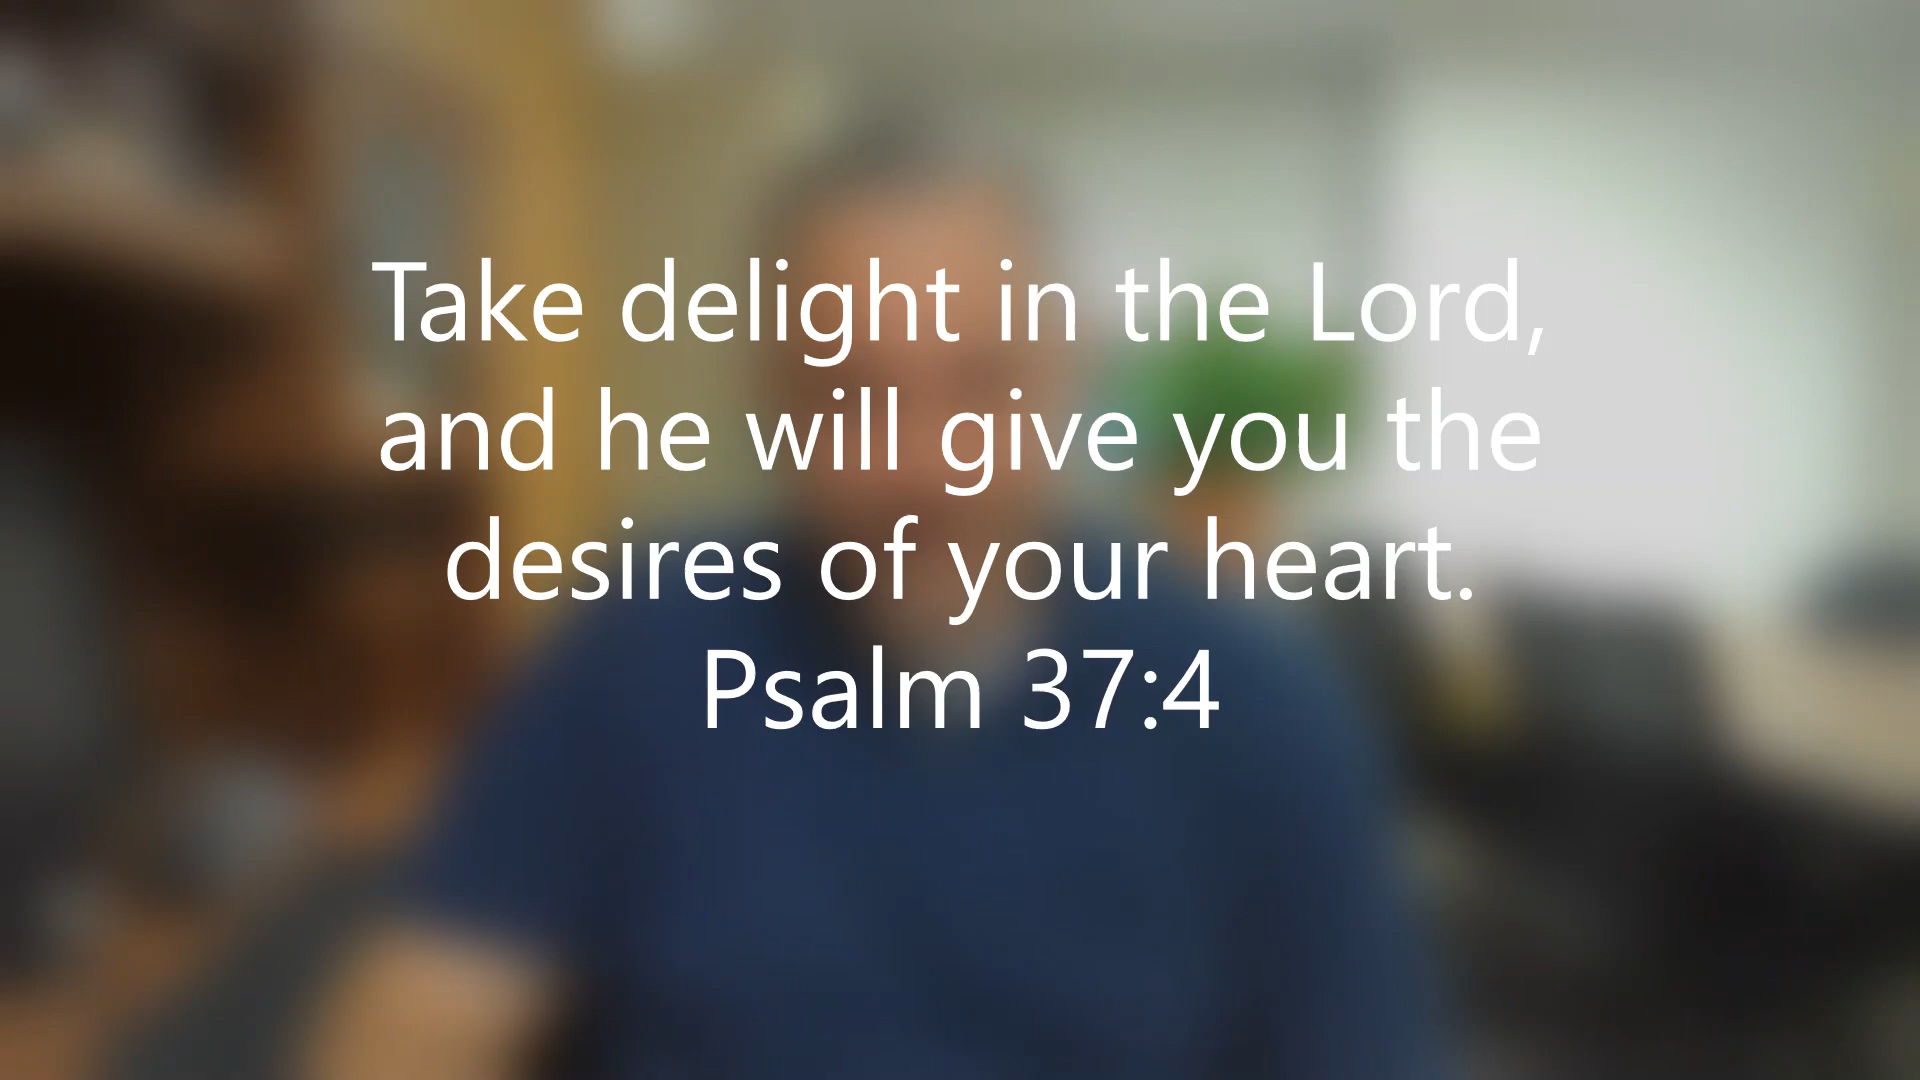 Take delight in the Lord,
and he will give you the
desires of your heart.
Psalm 37:4